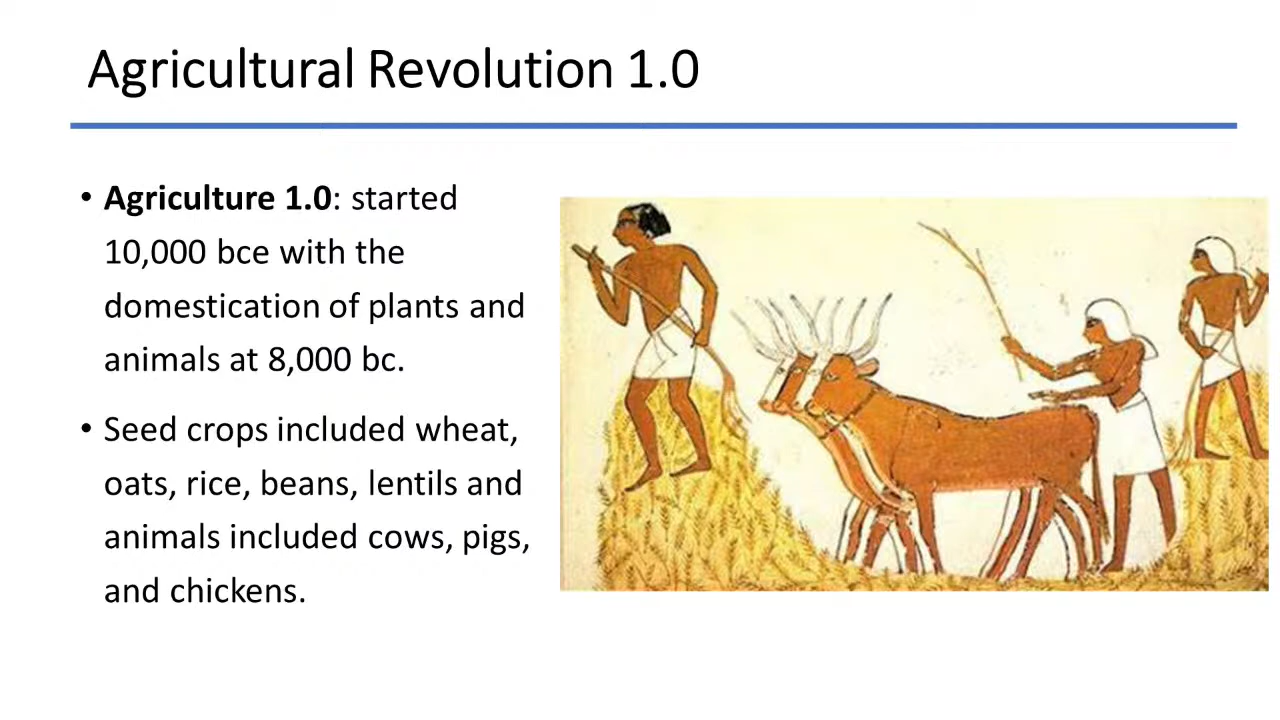 Agricultural Revolution 1.0
• Agriculture 1.0: started
10,000 bce with the
domestication of plants and
animals at 8,000 bc.
• Seed crops included wheat,
oats, rice, beans, lentils and
animals included cows, pigs,
and chickens.